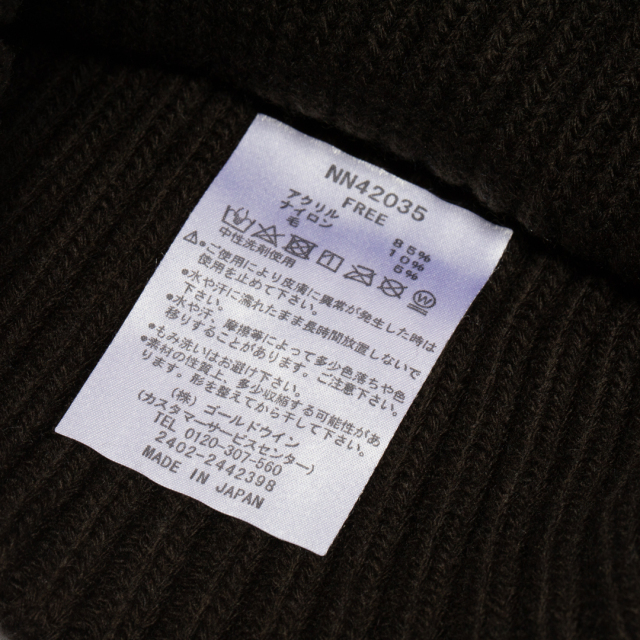 NN42035
FREE
アクリル 85%
ナイロン 10%
毛 5%
中性洗剤使用
⚠ご使用により皮膚に異常が発生した時は
使用を止めて下さい。
●水や汗に濡れたまま長時間放置しないで
下さい。
●汗、摩擦等によって多少色落ちや色
移りすることがあります。ご注意下さい。
●もみ洗いはお避け下さい。
●素材の性能上、多少収縮する可能性があ
ります。形を整えてから干して下さい。
(株) ゴールドウイン
(カスタマーサービスセンター)
TEL 0120-307-560
2402-2442398
MADE IN JAPAN